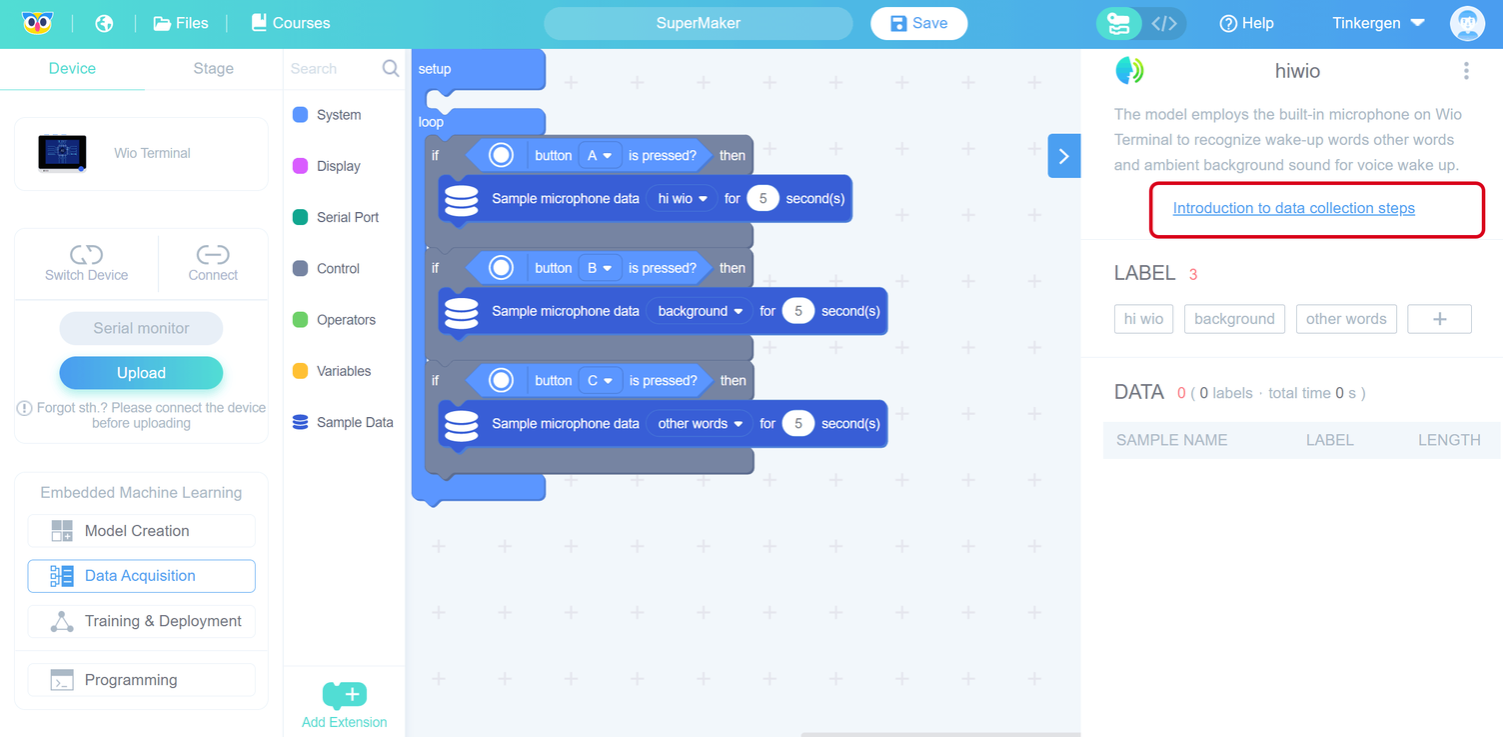 Files
Courses
SuperMaker
Save
</>
Help
Tinkergen
Device
Stage
Wio Terminal
Switch Device
Connect
Serial monitor
Upload
Forgot sth.? Please connect the device
before uploading
Embedded Machine Learning
Model Creation
Data Acquisition
Training & Deployment
Programming
Search
System
Display
Serial Port
Control
Operators
Variables
Sample Data
Add Extension
setup
loop
if button A is pressed? then
Sample microphone data hi wio for 5 second(s)
if button B is pressed? then
Sample microphone data background for 5 second(s)
if button C is pressed? then
Sample microphone data other words for 5 second(s)
hiwio
The model employs the built-in microphone on Wio
Terminal to recognize wake-up words other words
and ambient background sound for voice wake up.
Introduction to data collection steps
LABEL 3
hi wio background other words +
DATA 0 ( 0 labels · total time 0 s )
SAMPLE NAME LABEL LENGTH